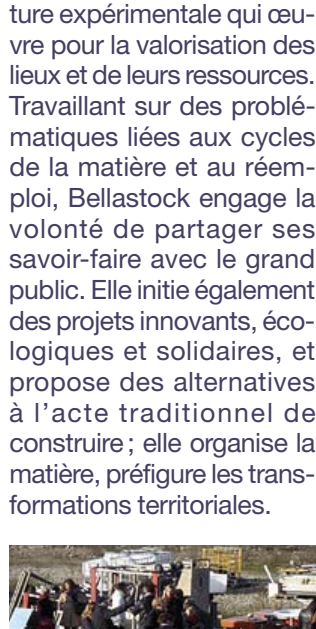 ture expérimentale qui œu-
vre pour la valorisation des
lieux et de leurs ressources.
Travaillant sur des problé-
matiques liées aux cycles
de la matière et au réem-
ploi, Bellastock engage la
volonté de partager ses
savoir-faire avec le grand
public. Elle initie également
des projets innovants, éco-
logiques et solidaires, et
propose des alternatives
à l’acte traditionnel de
construire ; elle organise la
matière, préfigure les trans-
formations territoriales.